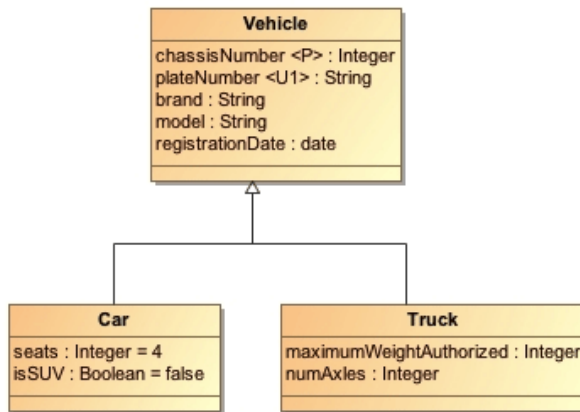 Vehicle
chassisNumber <P> : Integer
plateNumber <U1> : String
brand : String
model : String
registrationDate : date
Car
seats : Integer = 4
isSUV : Boolean = false
Truck
maximumWeightAuthorized : Integer
numAxles : Integer